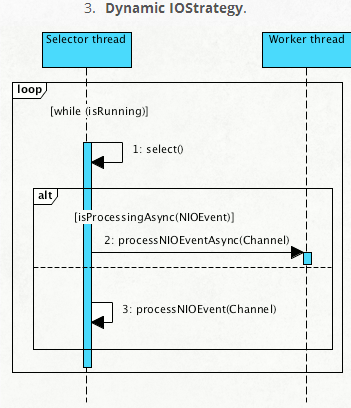 3. Dynamic IOStrategy.
Selector thread
Worker thread
loop
[while (isRunning)]
1: select()
alt
[isProcessingAsync(NIOEvent)]
2: processNIOEventAsync(Channel)
3: processNIOEvent(Channel)